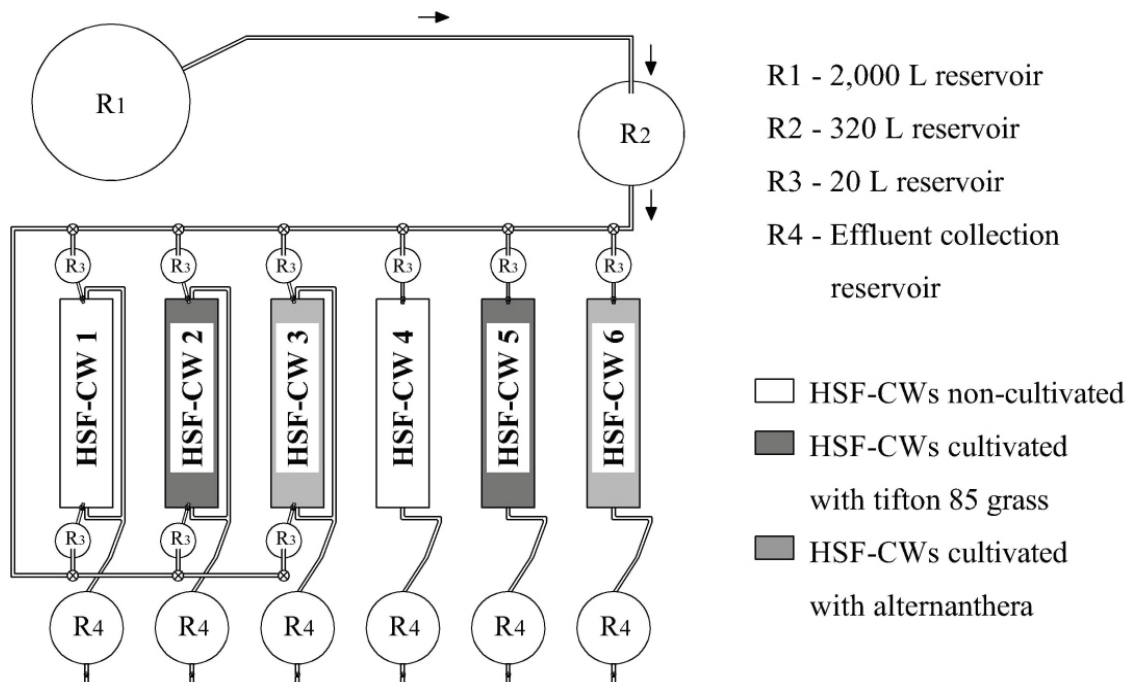 R1
R2
R1 - 2,000 L reservoir
R2 - 320 L reservoir
R3 - 20 L reservoir
R4 - Effluent collection
reservoir
R3
R3
R3
R3
R3
R3
HSF-CW 1
HSF-CW 2
HSF-CW 3
HSF-CW 4
HSF-CW 5
HSF-CW 6
R3
R3
R3
R4
R4
R4
R4
R4
R4
HSF-CWs non-cultivated
HSF-CWs cultivated
with tifton 85 grass
HSF-CWs cultivated
with alternanthera